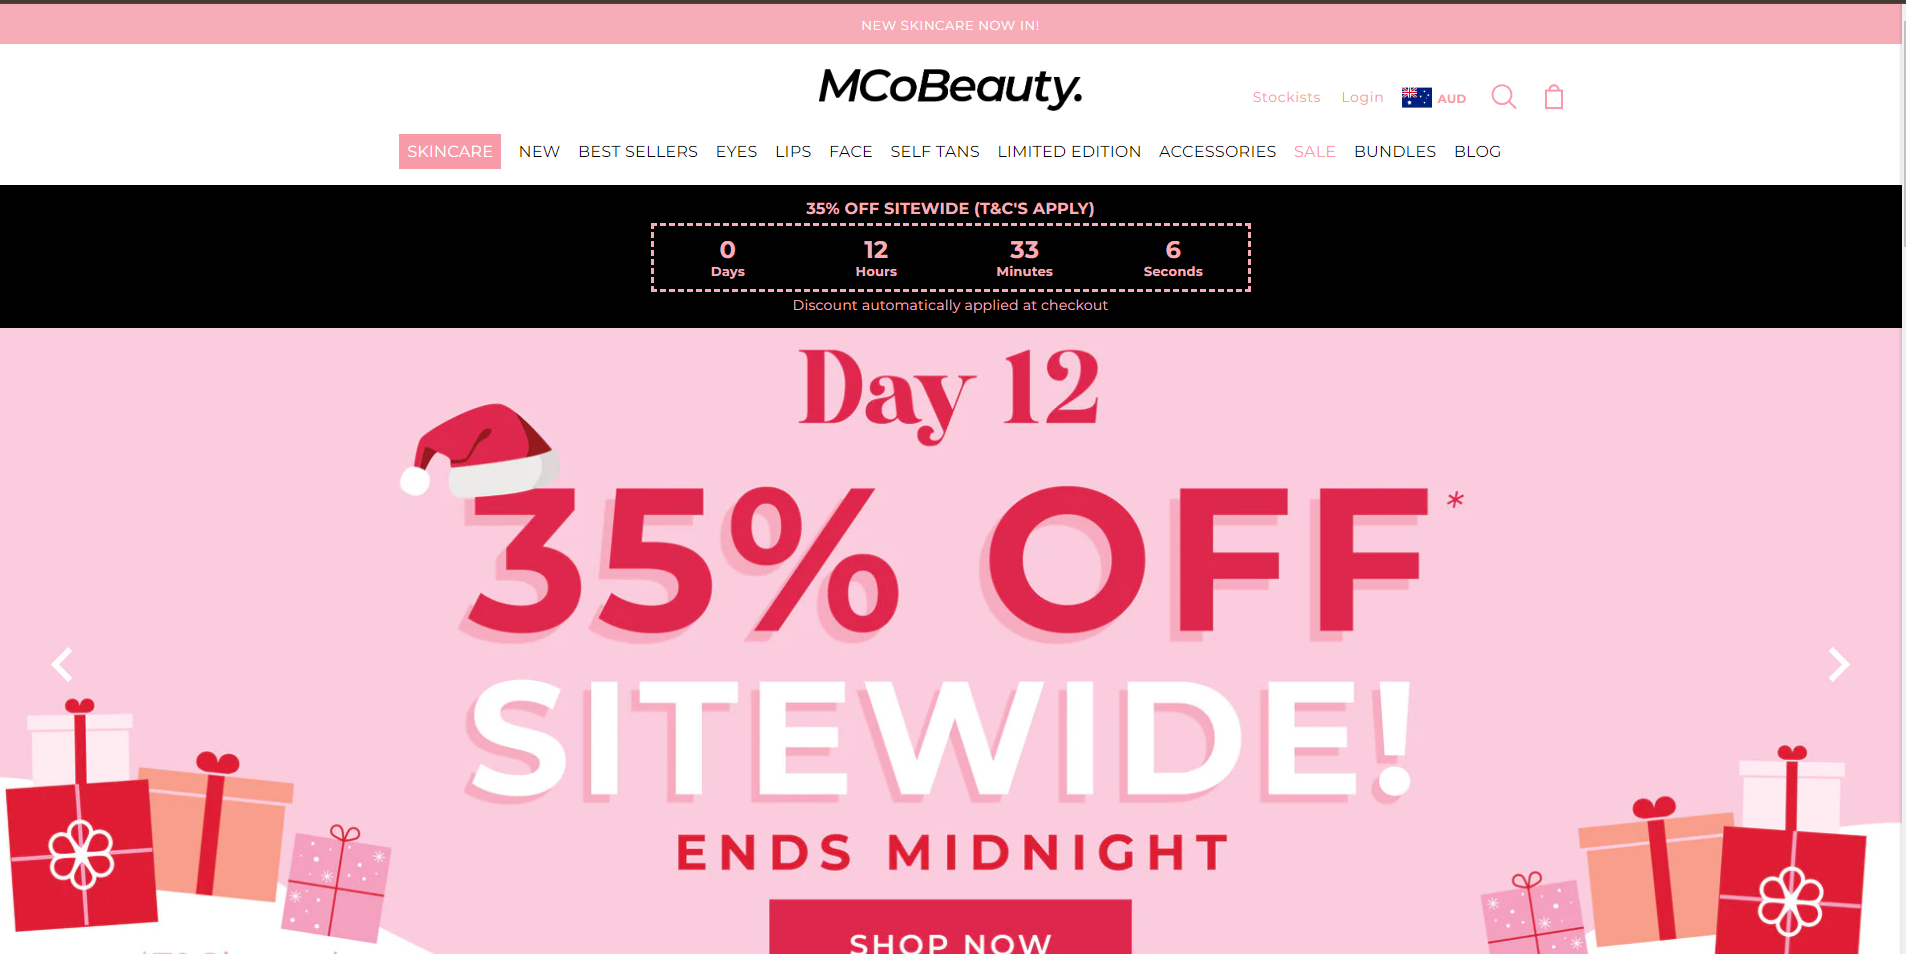 NEW SKINCARE NOW IN!
MCoBeauty.
Stockists Login AUD
SKINCARE NEW BEST SELLERS EYES LIPS FACE SELF TANS LIMITED EDITION ACCESSORIES SALE BUNDLES BLOG
35% OFF SITEWIDE (T&C'S APPLY)
0 12 33 6
Days Hours Minutes Seconds
Discount automatically applied at checkout
Day 12
35% OFF*
SITEWIDE!
ENDS MIDNIGHT
SHOP NOW